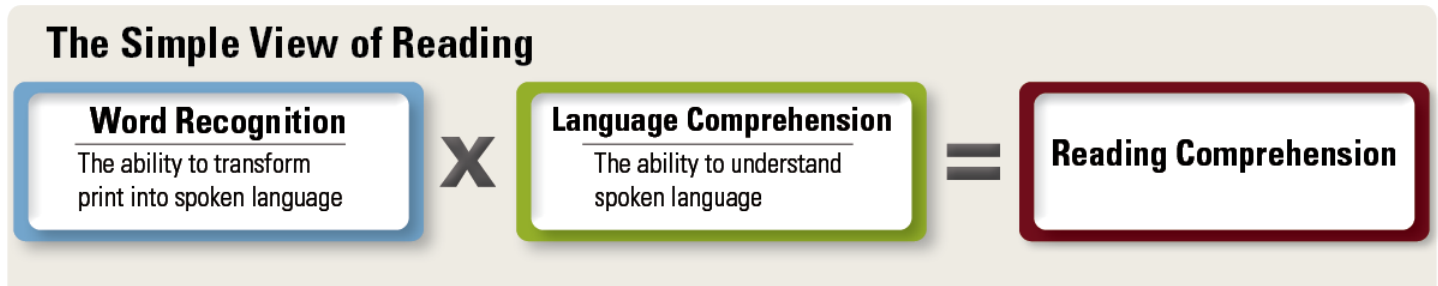 The Simple View of Reading
Word Recognition
The ability to transform
print into spoken language
x
Language Comprehension
The ability to understand
spoken language
=
Reading Comprehension